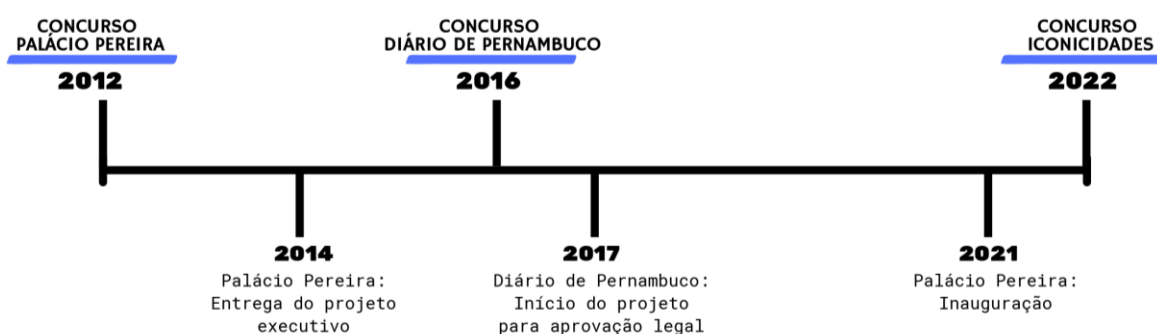 CONCURSO
PALÁCIO PEREIRA
2012
CONCURSO
DIÁRIO DE PERNAMBUCO
2016
CONCURSO
ICONICIDADES
2022
2014
Palácio Pereira:
Entrega do projeto
executivo
2017
Diário de Pernambuco:
Início do projeto
para aprovação legal
2021
Palácio Pereira:
Inauguração